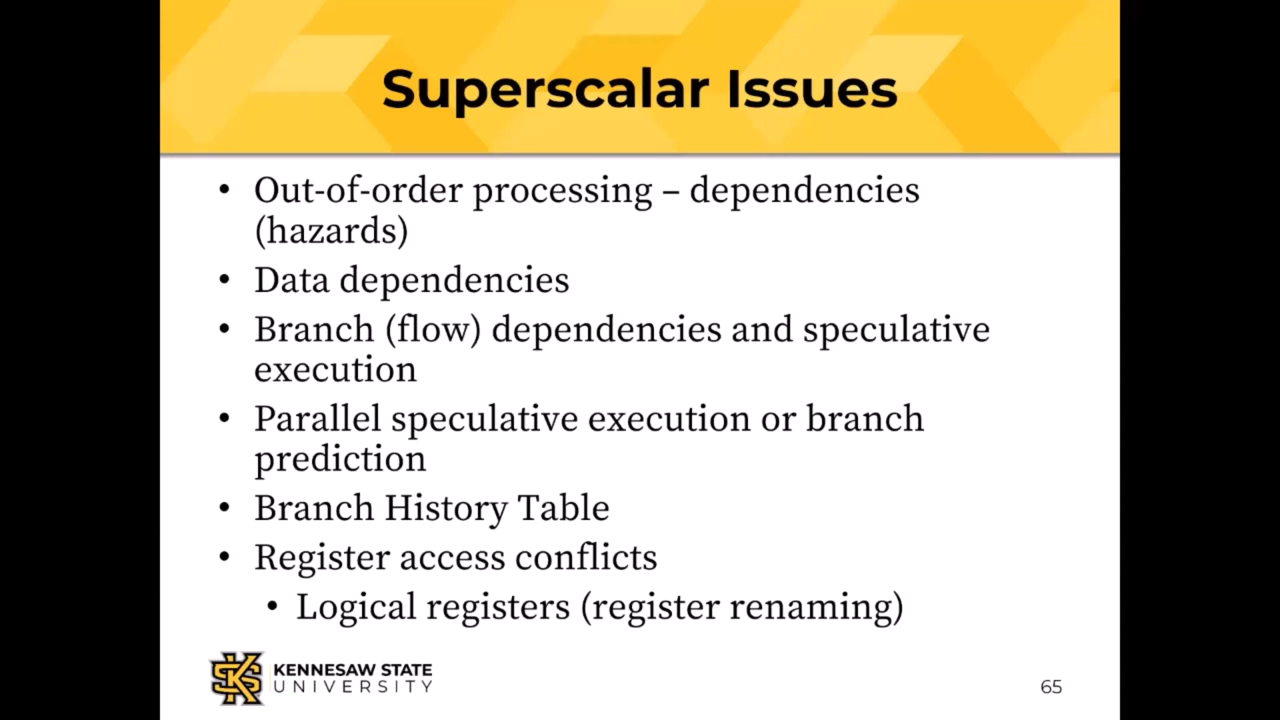 Superscalar Issues
• Out-of-order processing – dependencies
(hazards)
• Data dependencies
• Branch (flow) dependencies and speculative
execution
• Parallel speculative execution or branch
prediction
• Branch History Table
• Register access conflicts
• Logical registers (register renaming)
KS
KENNESAW STATE
UNIVERSITY
65